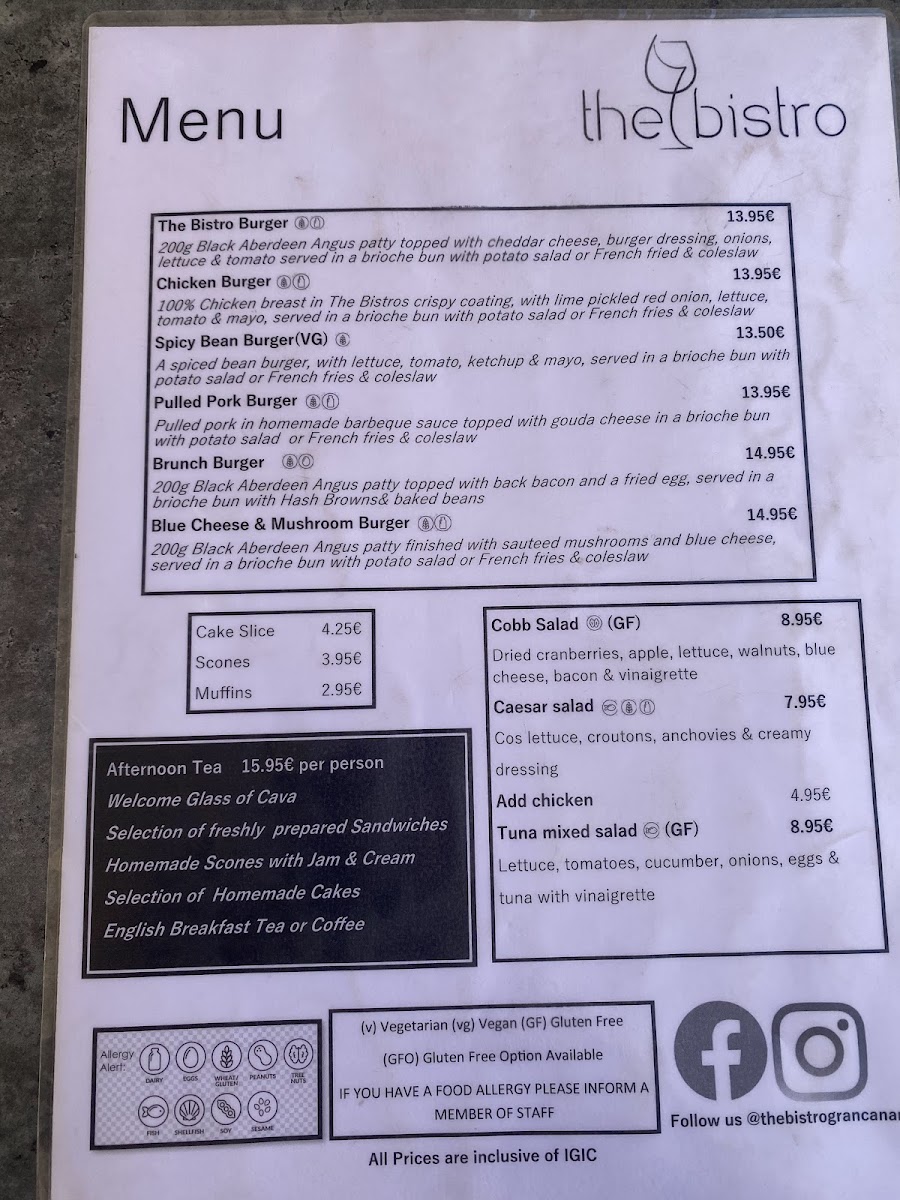 Menu
the bistro
The Bistro Burger 13.95€
200g Black Aberdeen Angus patty topped with cheddar cheese, burger dressing, onions,
lettuce & tomato served in a brioche bun with potato salad or French fried & coleslaw
Chicken Burger 13.95€
100% Chicken breast in The Bistros crispy coating, with lime pickled red onion, lettuce,
tomato & mayo, served in a brioche bun with potato salad or French fries & coleslaw
Spicy Bean Burger(VG) 13.50€
A spiced bean burger, with lettuce, tomato, ketchup & mayo, served in a brioche bun with
potato salad or French fries & coleslaw
Pulled Pork Burger 13.95€
Pulled pork in homemade barbeque sauce topped with gouda cheese in a brioche bun
with potato salad or French fries & coleslaw
Brunch Burger 14.95€
200g Black Aberdeen Angus patty topped with back bacon and a fried egg, served in a
brioche bun with Hash Browns& baked beans
Blue Cheese & Mushroom Burger 14.95€
200g Black Aberdeen Angus patty finished with sauteed mushrooms and blue cheese,
served in a brioche bun with potato salad or French fries & coleslaw
Cake Slice 4.25€
Scones 3.95€
Muffins 2.95€
Cobb Salad (GF) 8.95€
Dried cranberries, apple, lettuce, walnuts, blue
cheese, bacon & vinaigrette
Caesar salad 7.95€
Cos lettuce, croutons, anchovies & creamy
dressing
Add chicken 4.95€
Tuna mixed salad (GF) 8.95€
Lettuce, tomatoes, cucumber, onions, eggs &
tuna with vinaigrette
Afternoon Tea 15.95€ per person
Welcome Glass of Cava
Selection of freshly prepared Sandwiches
Homemade Scones with Jam & Cream
Selection of Homemade Cakes
English Breakfast Tea or Coffee
Allergy
Alert:
DAIRY
EGGS
WHEAT/
GLUTEN
PEANUTS
TREE
NUTS
FISH
SHELLFISH
SOY
SESAME
(v) Vegetarian (vg) Vegan (GF) Gluten Free
(GFO) Gluten Free Option Available
IF YOU HAVE A FOOD ALLERGY PLEASE INFORM A
MEMBER OF STAFF
Follow us @thebistrograncanar
All Prices are inclusive of IGIC